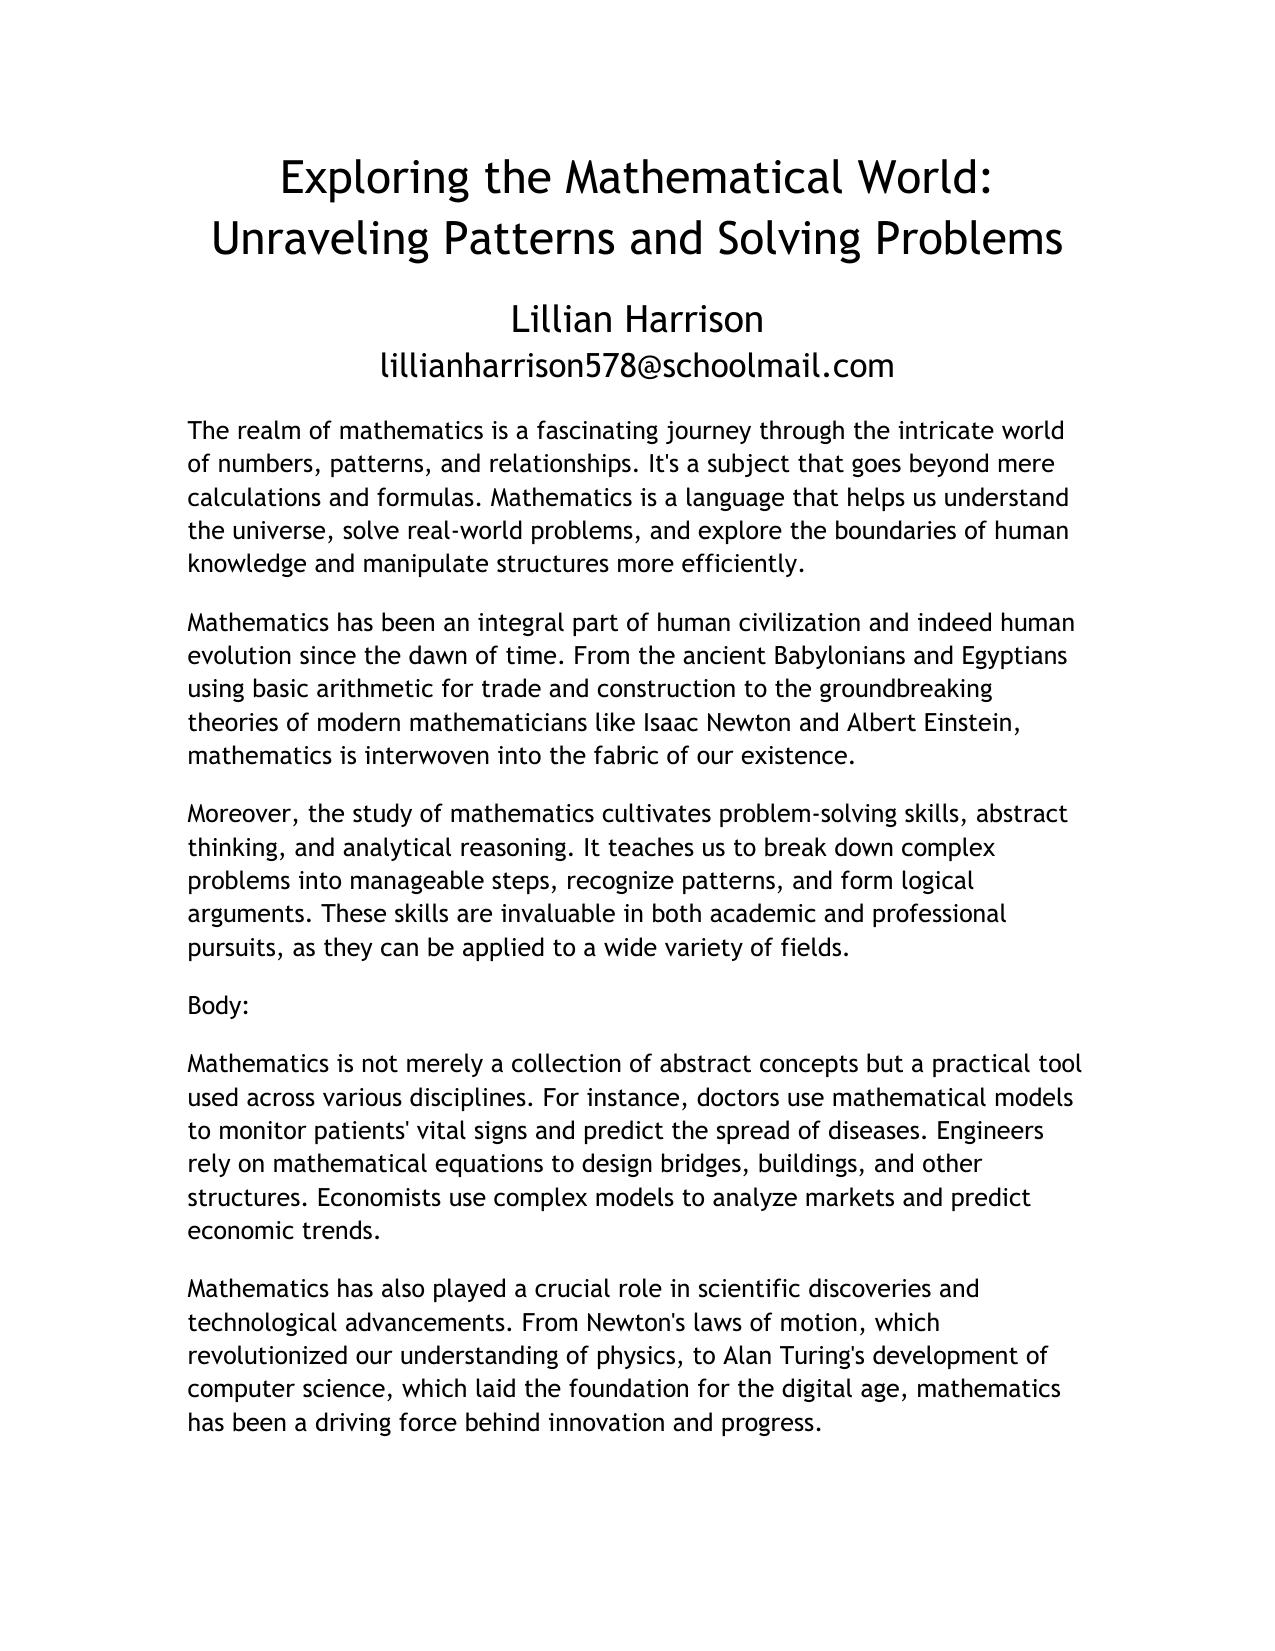 Exploring the Mathematical World:
Unraveling Patterns and Solving Problems
Lillian Harrison
lillianharrison578@schoolmail.com
The realm of mathematics is a fascinating journey through the intricate world
of numbers, patterns, and relationships. It's a subject that goes beyond mere
calculations and formulas. Mathematics is a language that helps us understand
the universe, solve real-world problems, and explore the boundaries of human
knowledge and manipulate structures more efficiently.
Mathematics has been an integral part of human civilization and indeed human
evolution since the dawn of time. From the ancient Babylonians and Egyptians
using basic arithmetic for trade and construction to the groundbreaking
theories of modern mathematicians like Isaac Newton and Albert Einstein,
mathematics is interwoven into the fabric of our existence.
Moreover, the study of mathematics cultivates problem-solving skills, abstract
thinking, and analytical reasoning. It teaches us to break down complex
problems into manageable steps, recognize patterns, and form logical
arguments. These skills are invaluable in both academic and professional
pursuits, as they can be applied to a wide variety of fields.
Body:
Mathematics is not merely a collection of abstract concepts but a practical tool
used across various disciplines. For instance, doctors use mathematical models
to monitor patients' vital signs and predict the spread of diseases. Engineers
rely on mathematical equations to design bridges, buildings, and other
structures. Economists use complex models to analyze markets and predict
economic trends.
Mathematics has also played a crucial role in scientific discoveries and
technological advancements. From Newton's laws of motion, which
revolutionized our understanding of physics, to Alan Turing's development of
computer science, which laid the foundation for the digital age, mathematics
has been a driving force behind innovation and progress.